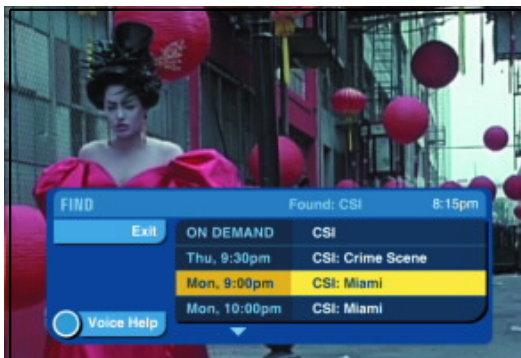 FIND Found: CSI 8:15pm
Exit ON DEMAND CSI
Thu, 9:30pm CSI: Crime Scene
Mon, 9:00pm CSI: Miami
Voice Help Mon, 10:00pm CSI: Miami